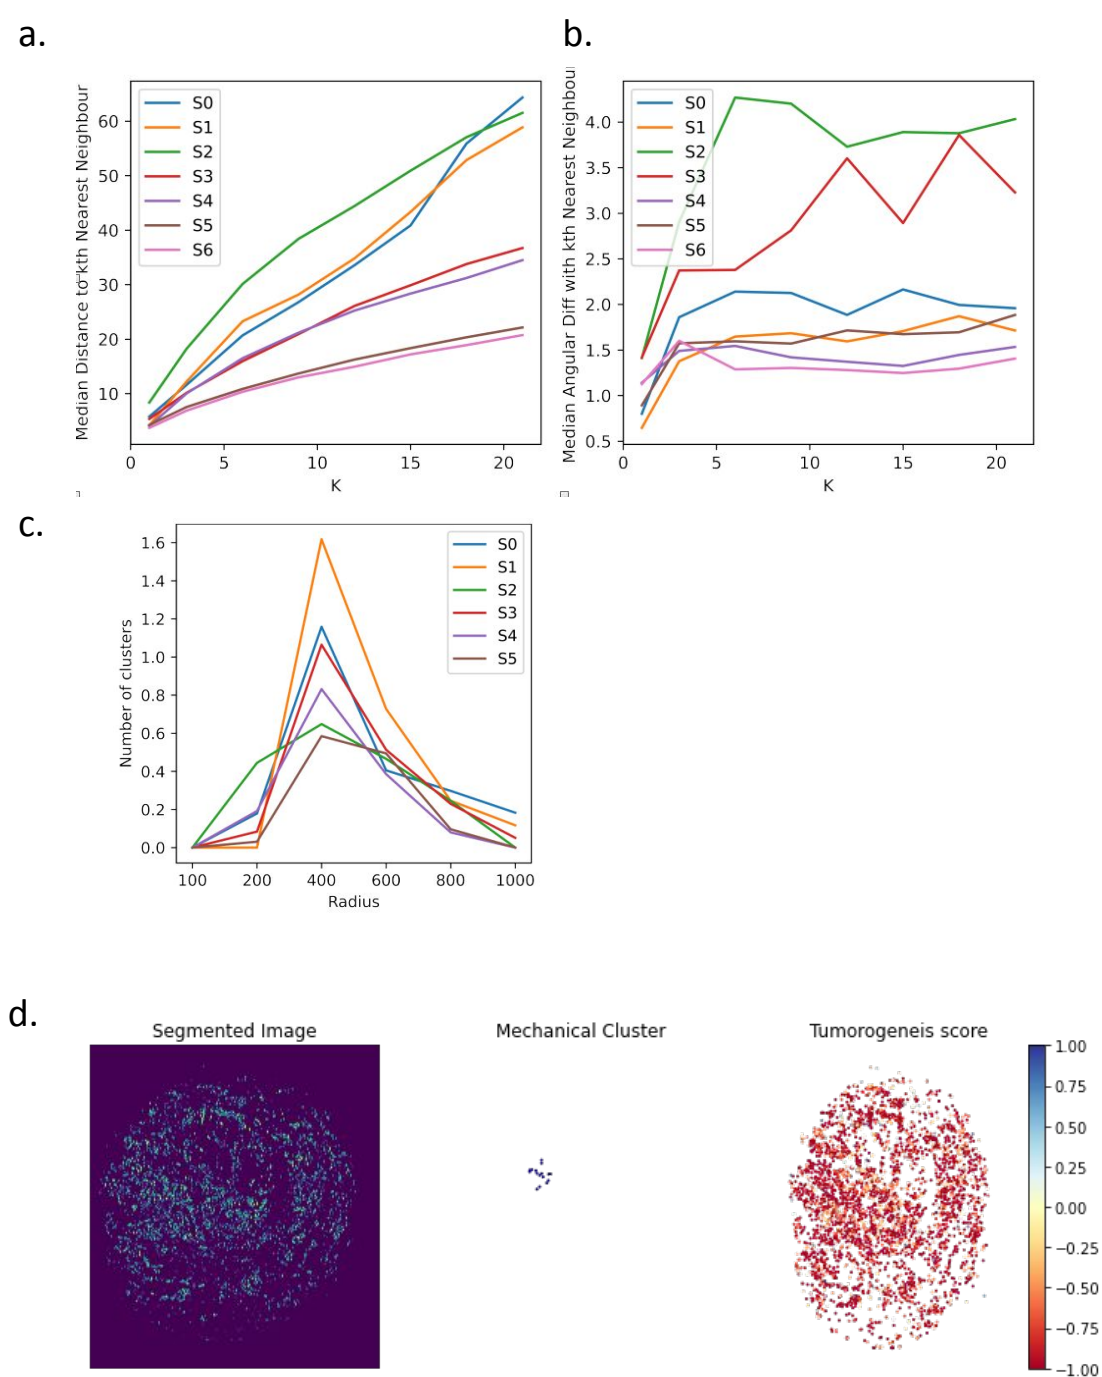 a.
Median Distance to kth Nearest Neighbour
60
50
40
30
20
10
S0
S1
S2
S3
S4
S5
S6
0 5 10 15 20
K
b.
Median Angular Diff with kth Nearest Neighbou
4.0
3.5
3.0
2.5
2.0
1.5
1.0
0.5
S0
S1
S2
S3
S4
S5
S6
0 5 10 15 20
K
c.
Number of clusters
1.6
1.4
1.2
1.0
0.8
0.6
0.4
0.2
0.0
S0
S1
S2
S3
S4
S5
100 200 400 600 800 1000
Radius
d.
Segmented Image
Mechanical Cluster
Tumorogeneis score
1.00
0.75
0.50
0.25
0.00
−0.25
−0.50
−0.75
−1.00